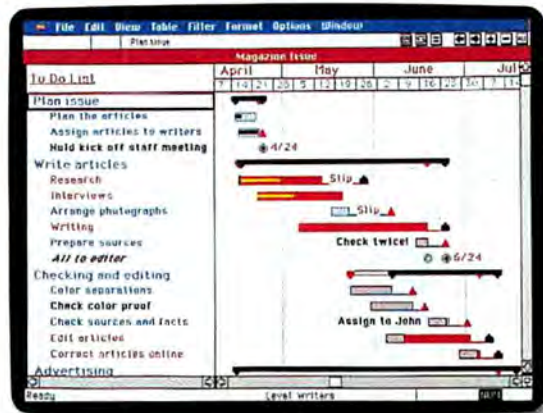 File Edit View Table Filter Format Options Window
Plan issue
Magazine Issue
To Do List
April May June Jul
7 14 21 28 5 12 19 26 2 9 16 23 30 7 14
Plan issue
Plan the articles
Assign articles to writers
Hold kick off staff meeting 4/24
Write articles
Research Slip
Interviews
Arrange photographs Slip
Writing
Prepare sources Check twice!
All to editor 6/24
Checking and editing
Color separations
Check color proof
Check sources and facts Assign to John
Edit articles
Correct articles online
Advertising
Ready Level Writers NUM